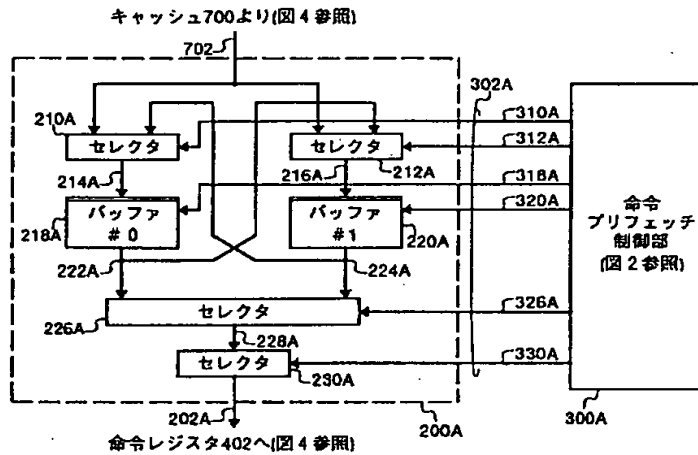 キャッシュ700より(図4参照)
702
302A
210A
310A
セレクタ
セレクタ
312A
214A
216A
212A
318A
バッファ
#0
バッファ
#1
320A
命令
プリフェッチ
制御部
(図2参照)
218A
220A
222A
224A
セレクタ
326A
226A
228A
セレクタ
330A
230A
202A
200A
300A
命令レジスタ402へ(図4参照)